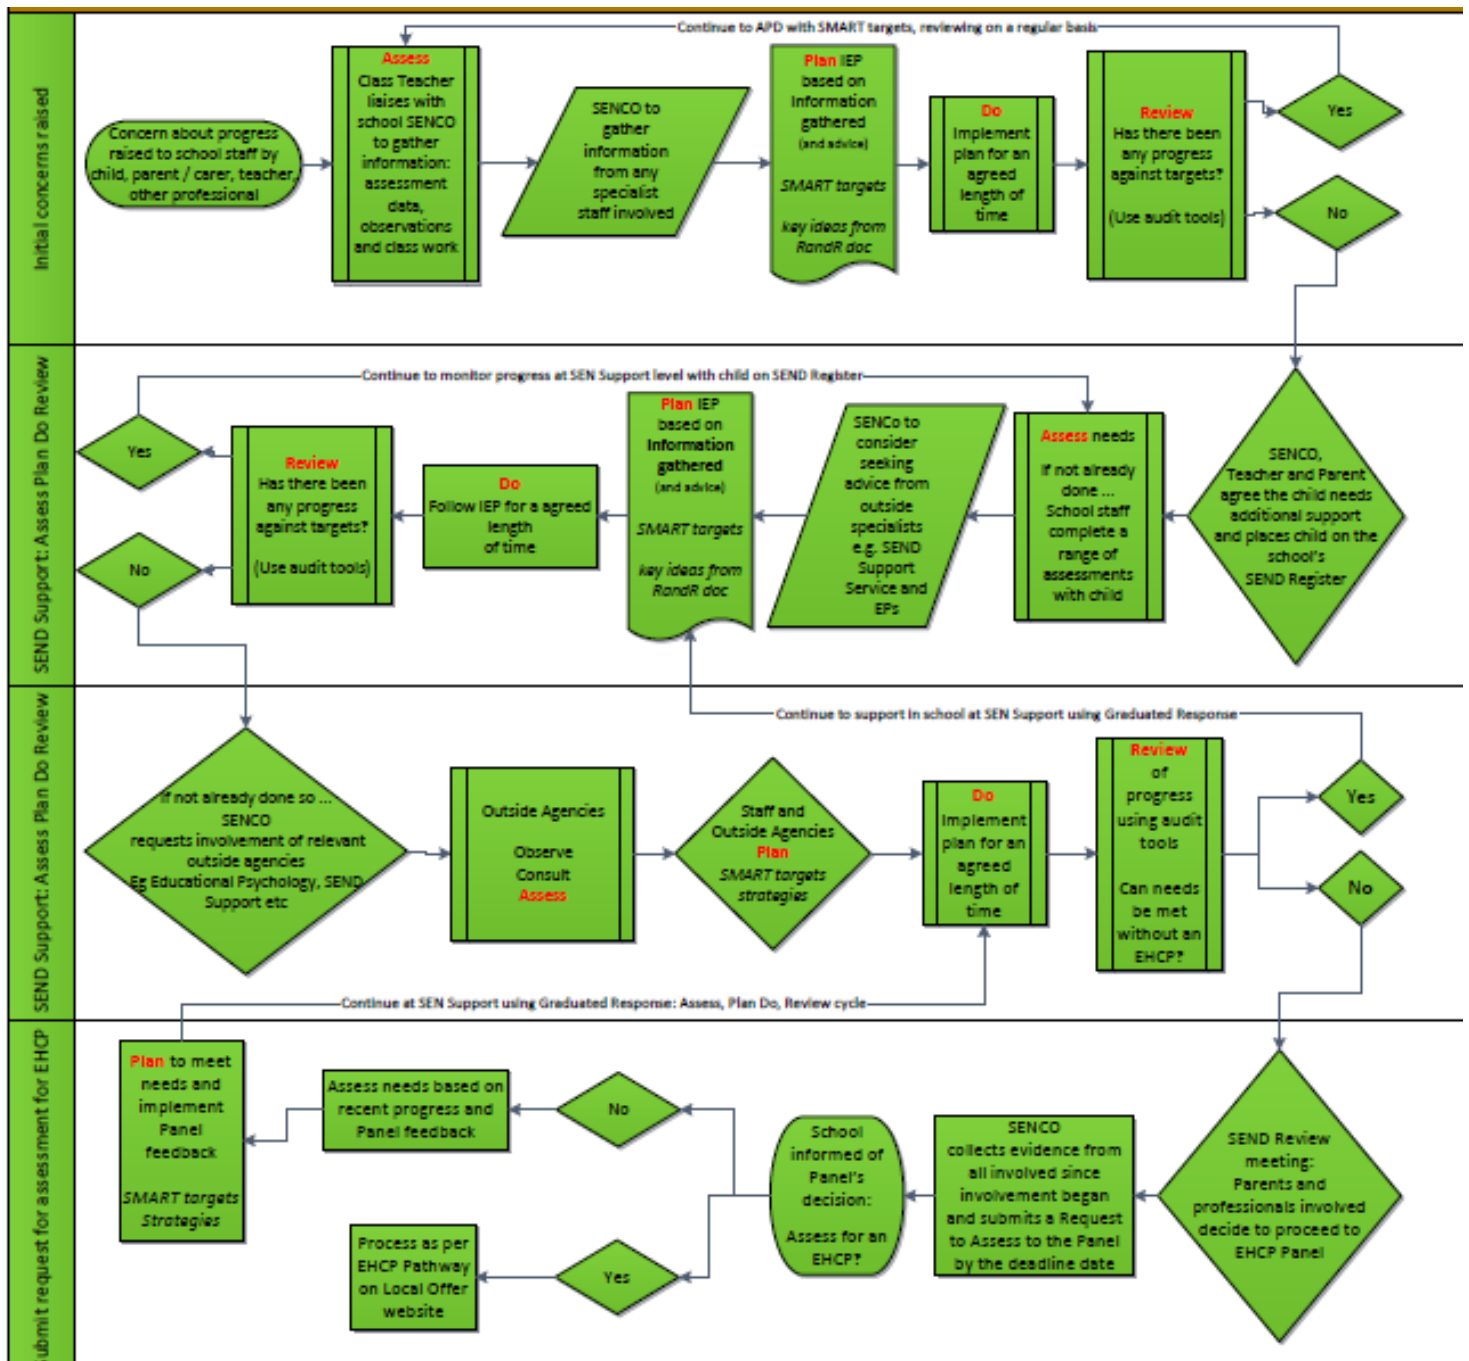 Initial concerns raised
Continue to APD with SMART targets, reviewing on a regular basis
Concern about progress
raised to school staff by
child, parent / carer, teacher,
other professional
Assess
Class Teacher
liaises with
school SENCO
to gather
information:
assessment
data,
observations
and class work
SENCO to
gather
information
from any
specialist
staff involved
Plan IEP
based on
Information
gathered
(and advice)
SMART targets
key ideas from
RandR doc
Do
Implement
plan for an
agreed
length of
time
Review
Has there been
any progress
against targets?
(Use audit tools)
Yes
No
SEND Support: Assess Plan Do Review
Continue to monitor progress at SEN Support level with child on SEND Register
SENCO,
Teacher and Parent
agree the child needs
additional support
and places child on the
school's
SEND Register
Assess needs
If not already
done ...
School staff
complete a
range of
assessments
with child
SENCo to
consider
seeking
advice from
outside
specialists
e.g. SEND
Support
Service and
EPs
Plan IEP
based on
Information
gathered
(and advice)
SMART targets
key ideas from
RandR doc
Do
Follow IEP for a agreed
length
of time
Review
Has there been
any progress
against targets?
(Use audit tools)
Yes
No
SEND Support: Assess Plan Do Review
Continue to support in school at SEN Support using Graduated Response
If not already done so ...
SENCO
requests involvement of relevant
outside agencies
Eg Educational Psychology, SEND
Support etc
Outside Agencies
Observe
Consult
Assess
Staff and
Outside Agencies
Plan
SMART targets
strategies
Do
Implement
plan for an
agreed
length of
time
Review
of
progress
using audit
tools
Can needs
be met
without an
EHCP?
Yes
No
Continue at SEN Support using Graduated Response: Assess, Plan Do, Review cycle
ubmit request for assessment for EHCP
SEND Review
meeting:
Parents and
professionals involved
decide to proceed to
EHCP Panel
SENCO
collects evidence from
all involved since
involvement began
and submits a Request
to Assess to the Panel
by the deadline date
School
informed of
Panel's
decision:
Assess for an
EHCP?
No
Yes
Assess needs based on
recent progress and
Panel feedback
Plan to meet
needs and
implement
Panel
feedback
SMART targets
Strategies
Process as per
EHCP Pathway
on Local Offer
website